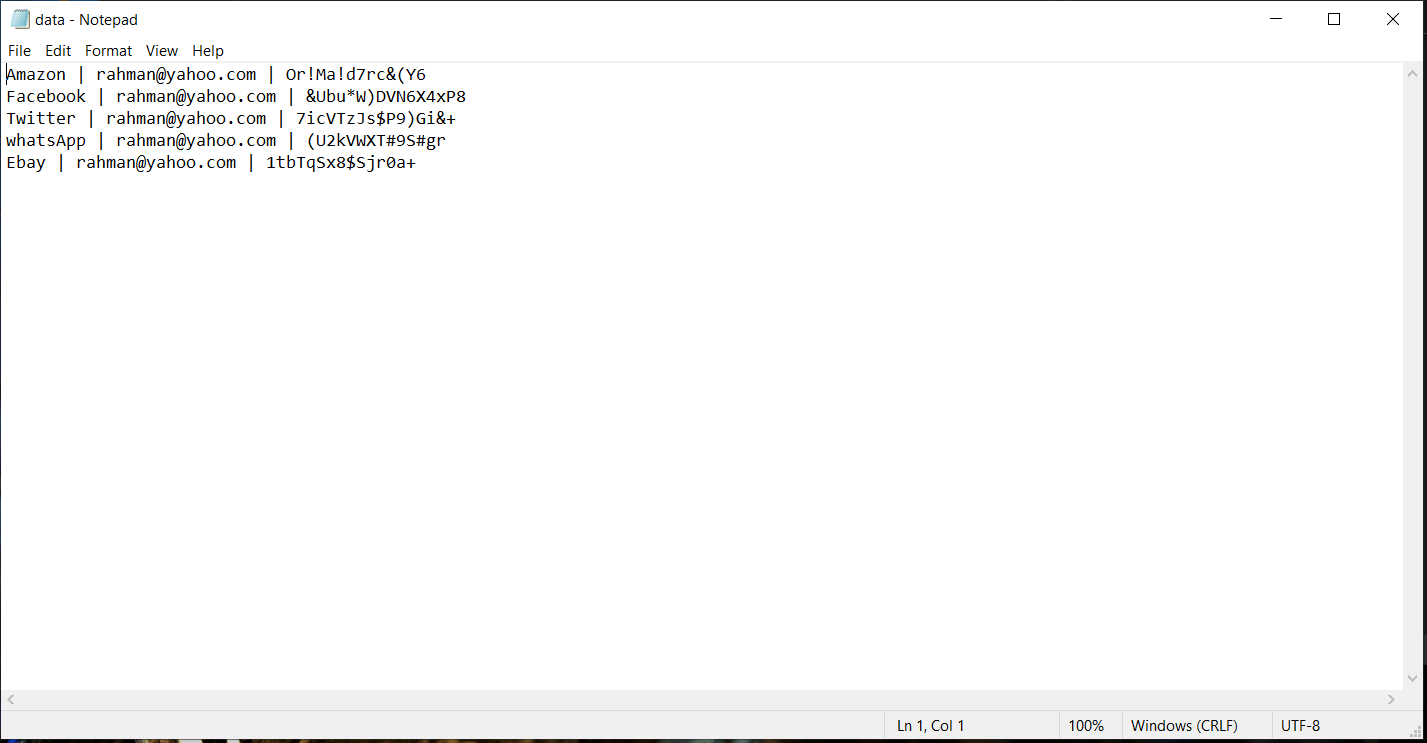 data - Notepad
File Edit Format View Help
Amazon | rahman@yahoo.com | Or!Ma!d7rc&(Y6
Facebook | rahman@yahoo.com | &Ubu*W)DVN6X4xP8
Twitter | rahman@yahoo.com | 7icVTzJs$P9)Gi&+
whatsApp | rahman@yahoo.com | (U2kVWXT#9S#gr
Ebay | rahman@yahoo.com | 1tbTqSx8$Sjr0a+
Ln 1, Col 1 100% Windows (CRLF) UTF-8